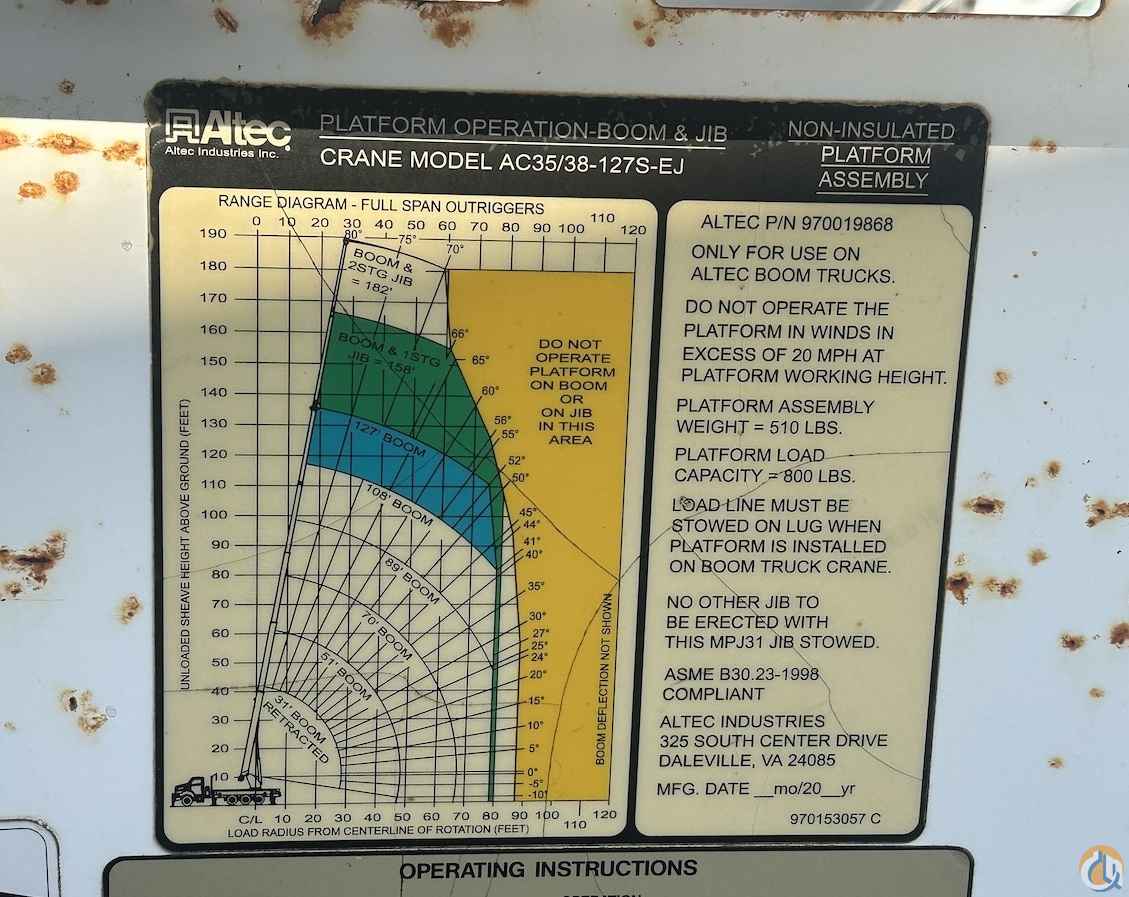 Altec
Altec Industries Inc.
PLATFORM OPERATION-BOOM & JIB
CRANE MODEL AC35/38-127S-EJ
NON-INSULATED
PLATFORM
ASSEMBLY
RANGE DIAGRAM - FULL SPAN OUTRIGGERS
0 10 20 30 40 50 60 70 80 90 100 110 120
190
180
170
160
150
140
130
120
110
100
90
80
70
60
50
40
30
20
10
UNLOADED SHEAVE HEIGHT ABOVE GROUND (FEET)
80° 75° 70°
BOOM &
2STG JIB
= 182'
BOOM & 1STG
JIB = 158'
127' BOOM
108' BOOM
89' BOOM
70' BOOM
51' BOOM
31' BOOM
RETRACTED
66°
65°
60°
56°
55°
52°
50°
45°
44°
41°
40°
35°
30°
27°
25°
24°
20°
15°
10°
5°
0°
-5°
-10°
DO NOT
OPERATE
PLATFORM
ON BOOM
OR
ON JIB
IN THIS
AREA
BOOM DEFLECTION NOT SHOWN
C/L 10 20 30 40 50 60 70 80 90 100 110 120
LOAD RADIUS FROM CENTERLINE OF ROTATION (FEET)
ALTEC P/N 970019868
ONLY FOR USE ON
ALTEC BOOM TRUCKS.
DO NOT OPERATE THE
PLATFORM IN WINDS IN
EXCESS OF 20 MPH AT
PLATFORM WORKING HEIGHT.
PLATFORM ASSEMBLY
WEIGHT = 510 LBS.
PLATFORM LOAD
CAPACITY = 800 LBS.
LOAD LINE MUST BE
STOWED ON LUG WHEN
PLATFORM IS INSTALLED
ON BOOM TRUCK CRANE.
NO OTHER JIB TO
BE ERECTED WITH
THIS MPJ31 JIB STOWED.
ASME B30.23-1998
COMPLIANT
ALTEC INDUSTRIES
325 SOUTH CENTER DRIVE
DALEVILLE, VA 24085
MFG. DATE __mo/20__yr
970153057 C
OPERATING INSTRUCTIONS